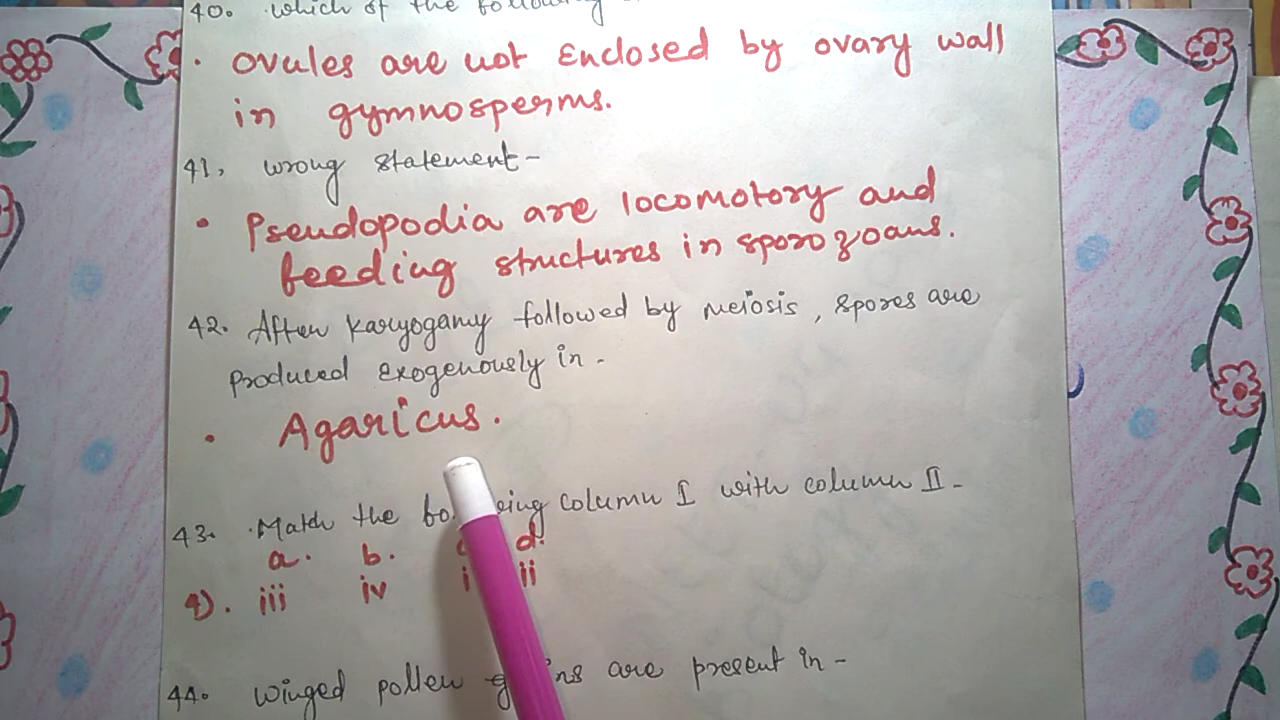 40. which of the following
• Ovules are not Enclosed by ovary wall
in gymnosperms.
41. wrong statement-
• Pseudopodia are locomotory and
feeding structures in sporozoans.
42. After Karyogamy followed by meiosis, spores are
produced exogenously in -
• Agaricus.
43. Match the column I with column II -
a. b. d.
iii iv i ii
44. winged pollen are present in -